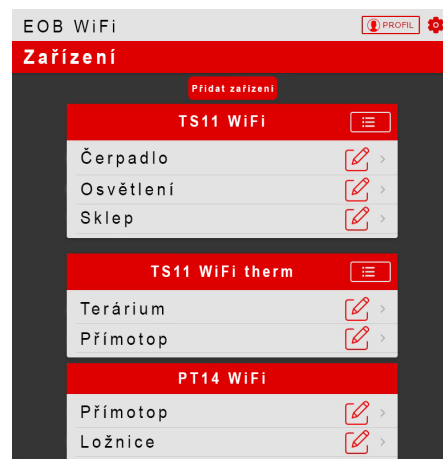 EOB WiFi
PROFIL
Zařízení
Přidat zařízení
TS11 WiFi
Čerpadlo
Osvětlení
Sklep
TS11 WiFi therm
Terárium
Přímotop
PT14 WiFi
Přímotop
Ložnice